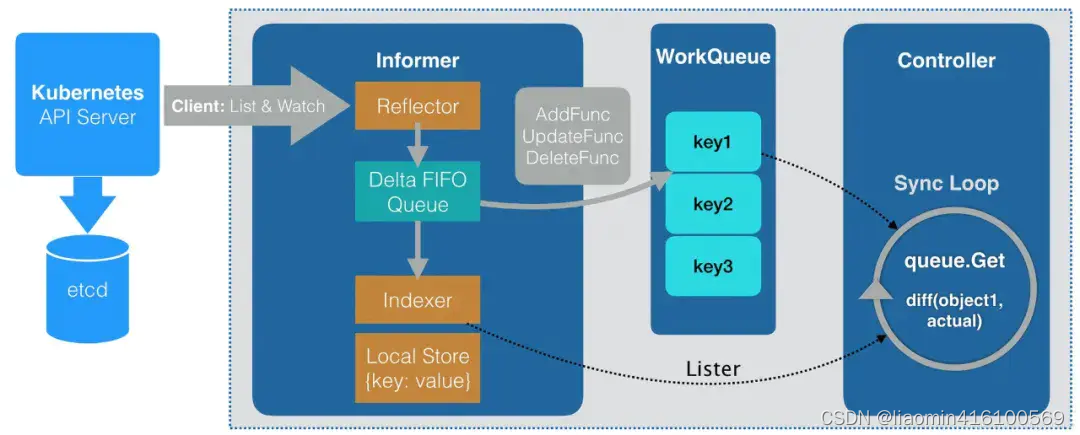 Kubernetes
API Server
etcd
Client: List & Watch
Informer
Reflector
Delta FIFO
Queue
Indexer
Local Store
{key: value}
AddFunc
UpdateFunc
DeleteFunc
WorkQueue
key1
key2
key3
Lister
Controller
Sync Loop
queue.Get
diff(object1,
actual)
CSDN @liaomin416100569